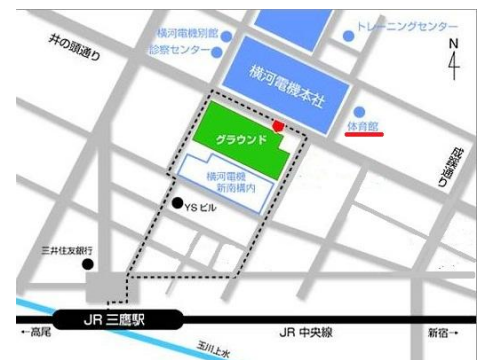 横河電機別館
トレーニングセンター
井の頭通り
診察センター
N
横河電機本社
体育館
グラウンド
成蹊通り
横河電機
新南構内
YSビル
三井住友銀行
JR 三鷹駅
JR 中央線
←高尾
新宿→
玉川上水